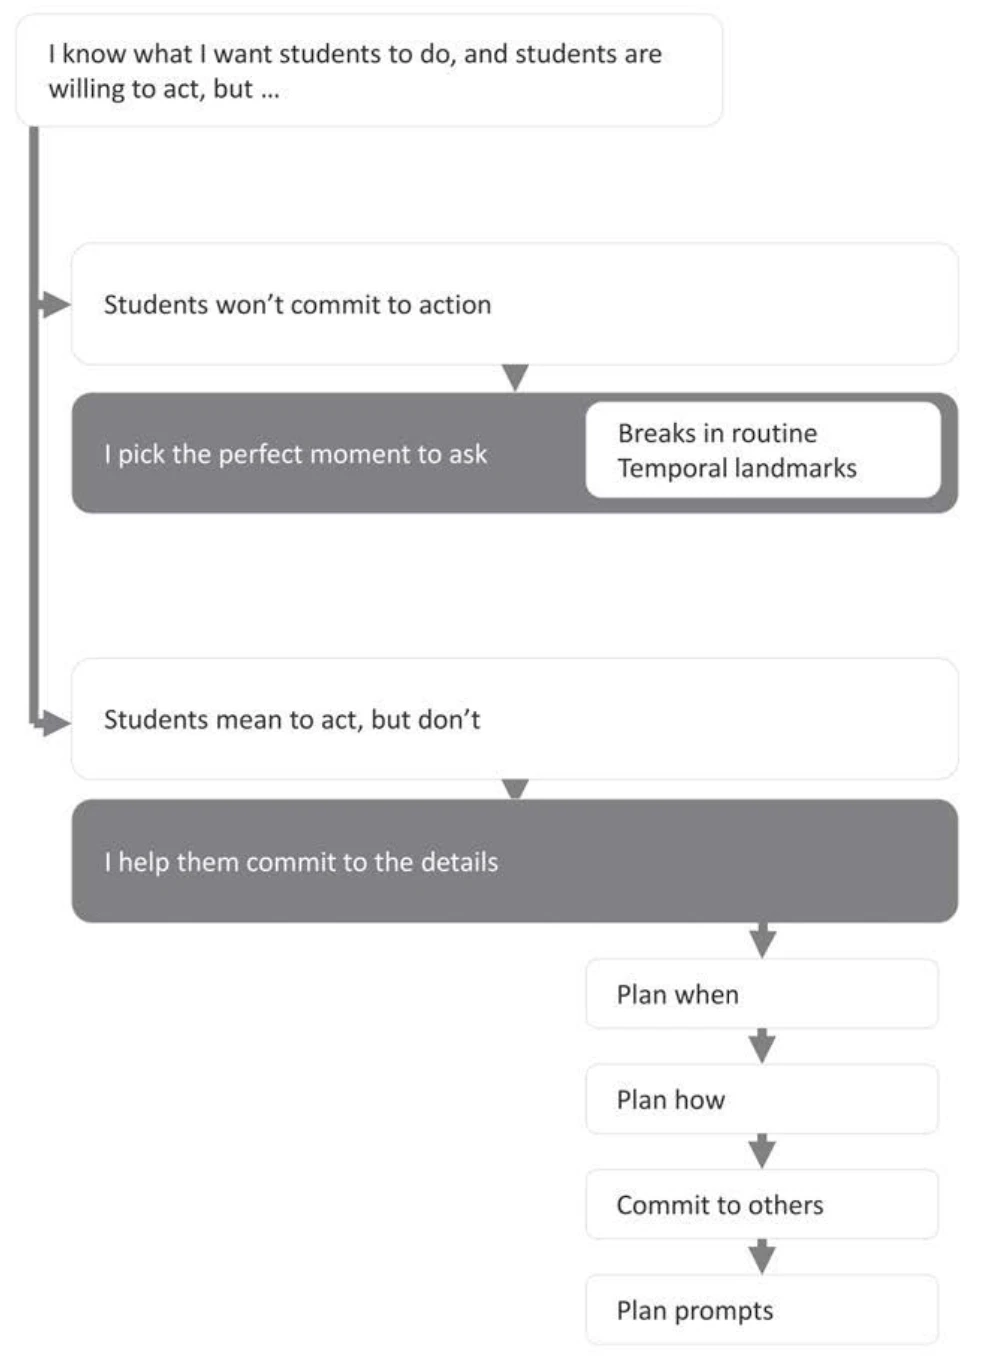 I know what I want students to do, and students are
willing to act, but ...
Students won’t commit to action
I pick the perfect moment to ask
Breaks in routine
Temporal landmarks
Students mean to act, but don’t
I help them commit to the details
Plan when
Plan how
Commit to others
Plan prompts